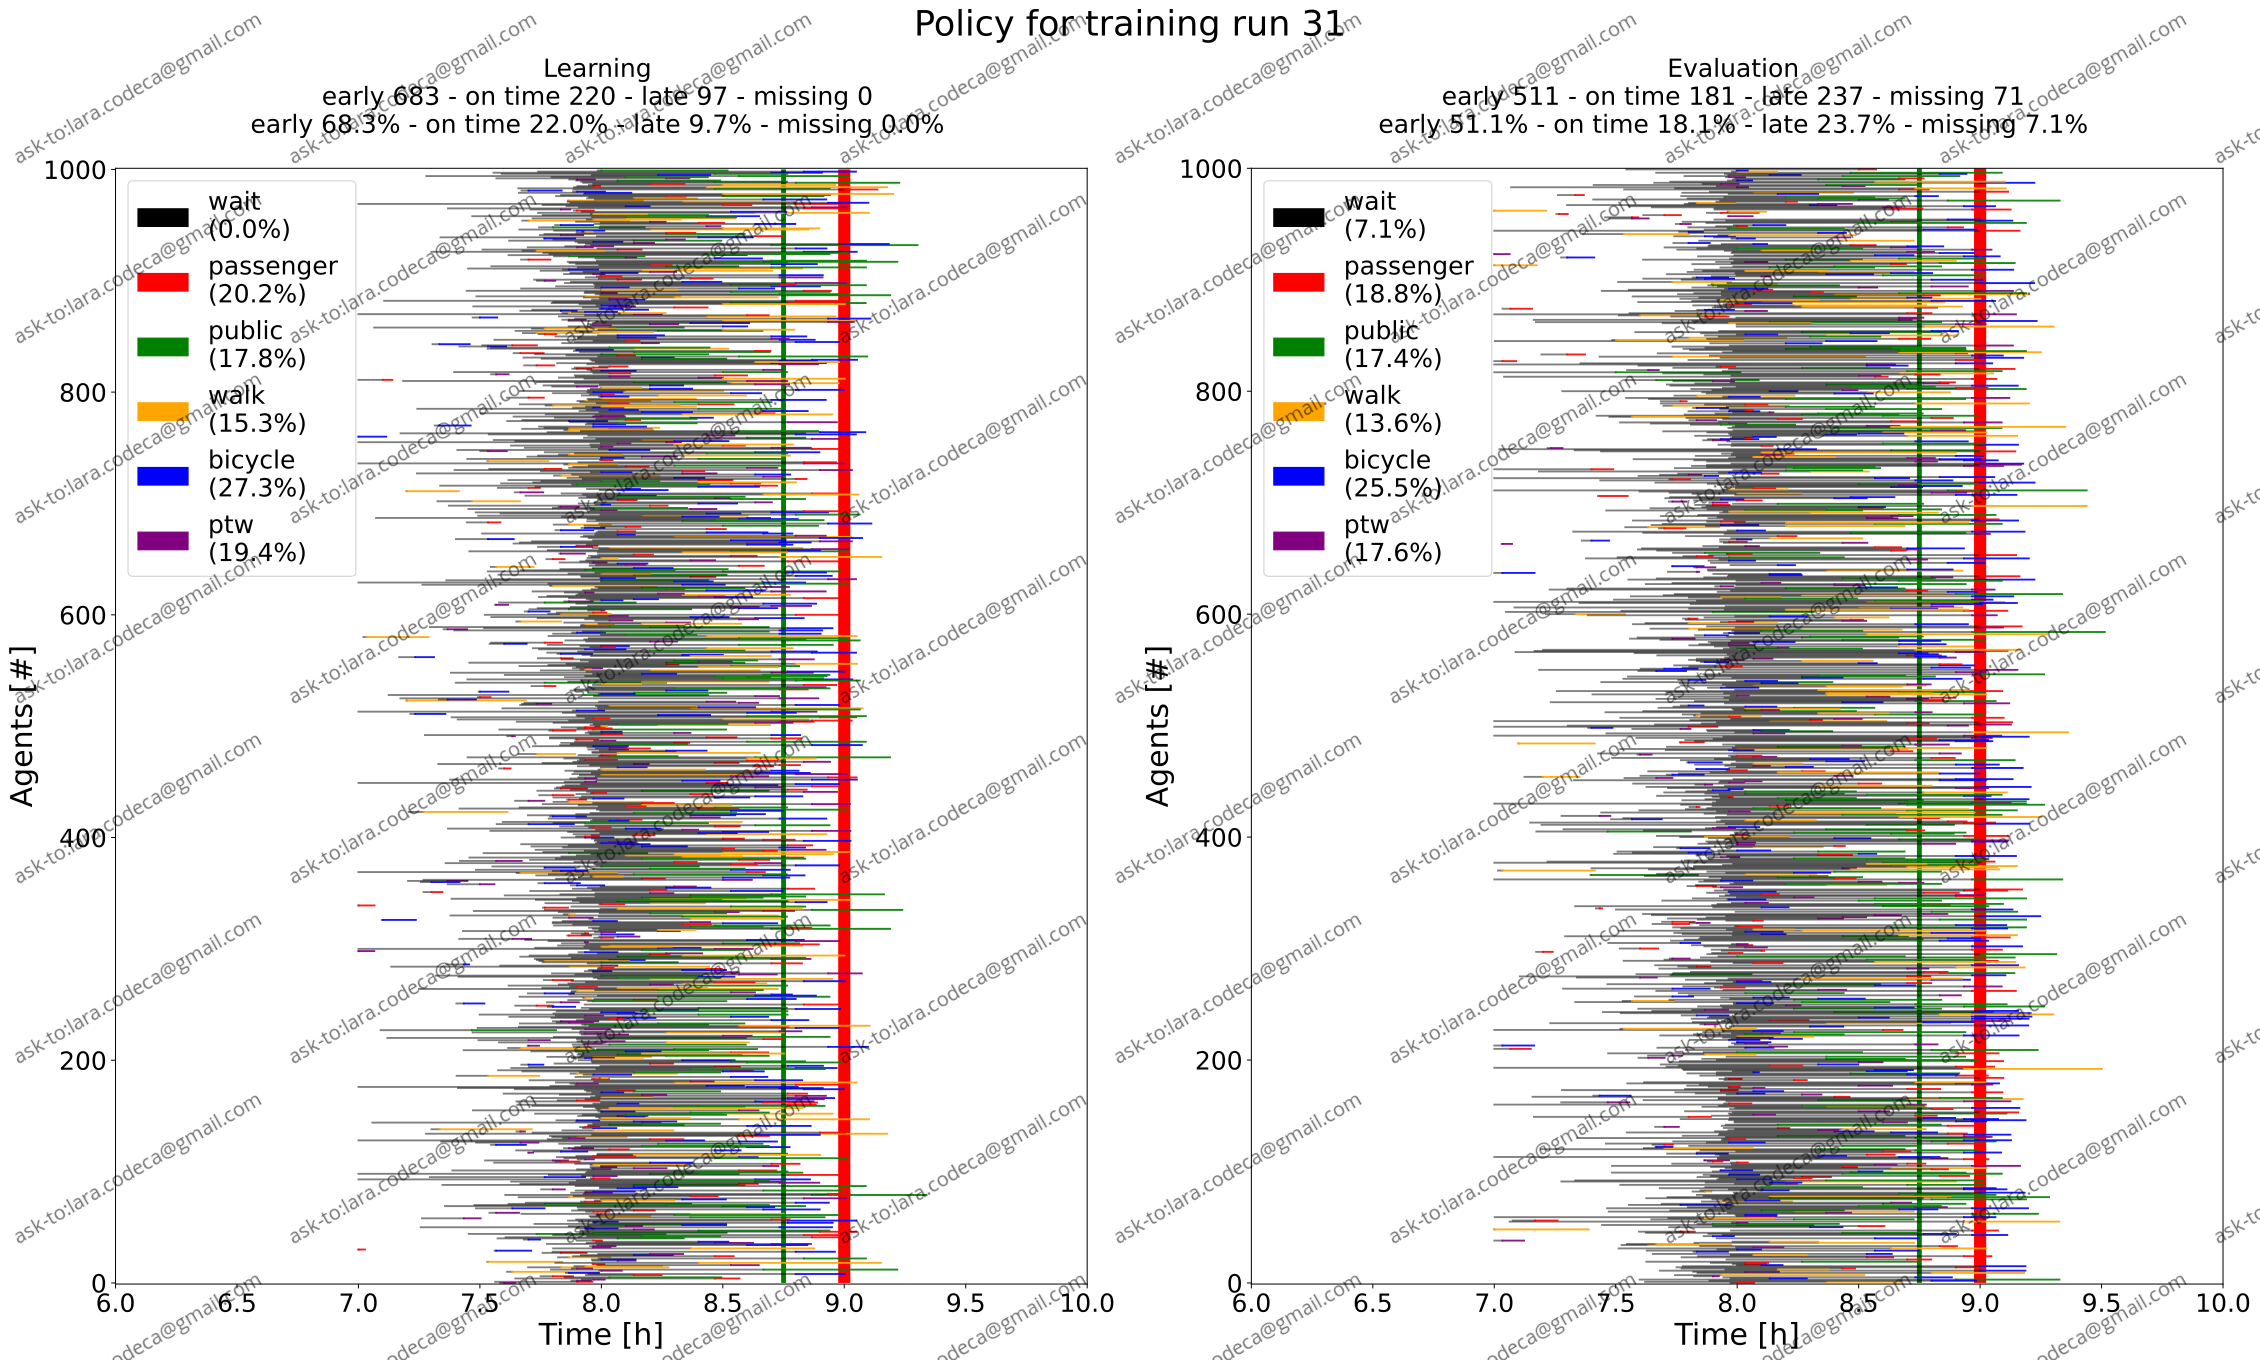 Policy for training run 31
Learning
early 683 - on time 220 - late 97 - missing 0
early 68.3% - on time 22.0% - late 9.7% - missing 0.0%
1000
800
600
400
200
0
Agents [#]
wait
(0.0%)
passenger
(20.2%)
public
(17.8%)
walk
(15.3%)
bicycle
(27.3%)
ptw
(19.4%)
6.0 6.5 7.0 7.5 8.0 8.5 9.0 9.5 10.0
Time [h]
Evaluation
early 511 - on time 181 - late 237 - missing 71
early 51.1% - on time 18.1% - late 23.7% - missing 7.1%
1000
800
600
400
200
0
Agents [#]
wait
(7.1%)
passenger
(18.8%)
public
(17.4%)
walk
(13.6%)
bicycle
(25.5%)
ptw
(17.6%)
6.0 6.5 7.0 7.5 8.0 8.5 9.0 9.5 10.0
Time [h]
ask-to:lara.codeca@gmail.com